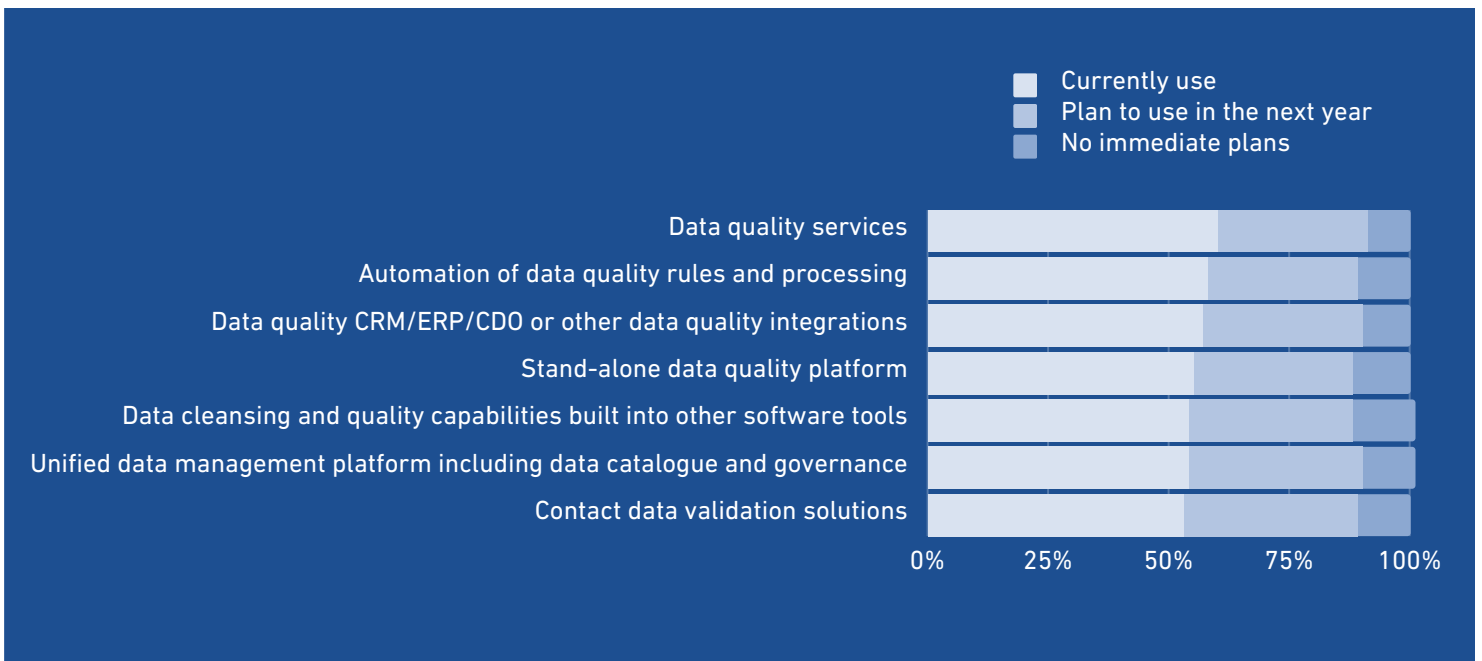 Currently use
Plan to use in the next year
No immediate plans
Data quality services
Automation of data quality rules and processing
Data quality CRM/ERP/CDO or other data quality integrations
Stand-alone data quality platform
Data cleansing and quality capabilities built into other software tools
Unified data management platform including data catalogue and governance
Contact data validation solutions
0% 25% 50% 75% 100%